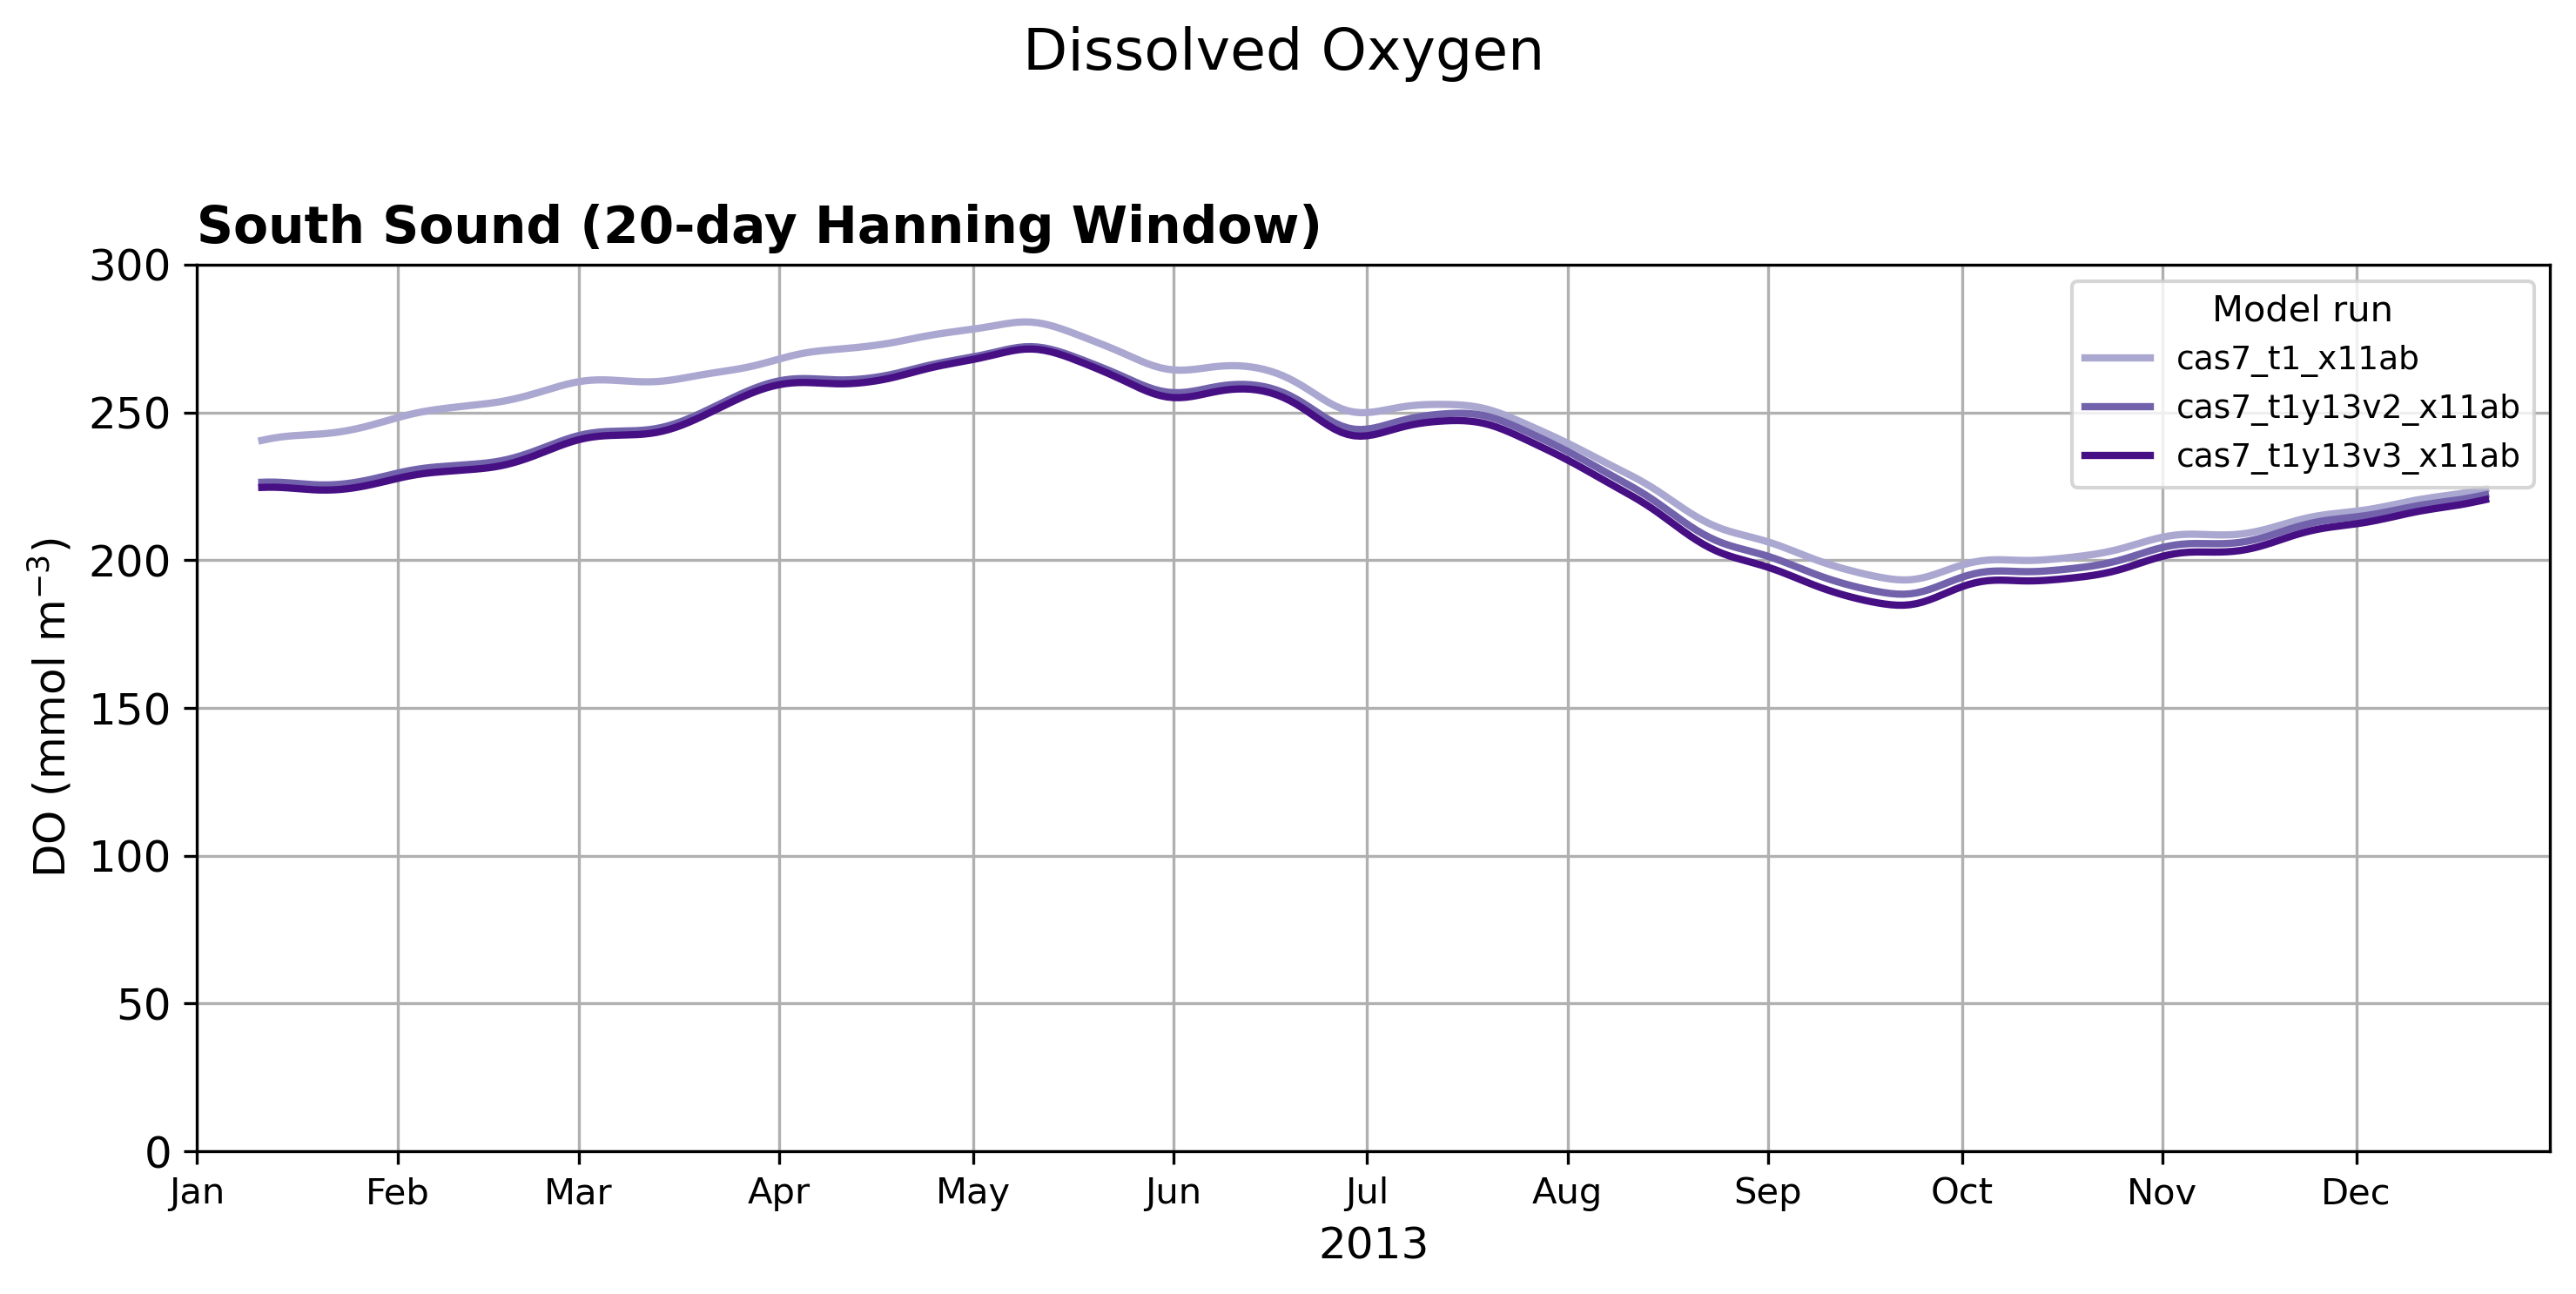 Dissolved Oxygen
South Sound (20-day Hanning Window)
300
250
200
150
100
50
0
DO (mmol m⁻³)
Model run
cas7_t1_x11ab
cas7_t1y13v2_x11ab
cas7_t1y13v3_x11ab
Jan Feb Mar Apr May Jun Jul Aug Sep Oct Nov Dec
2013